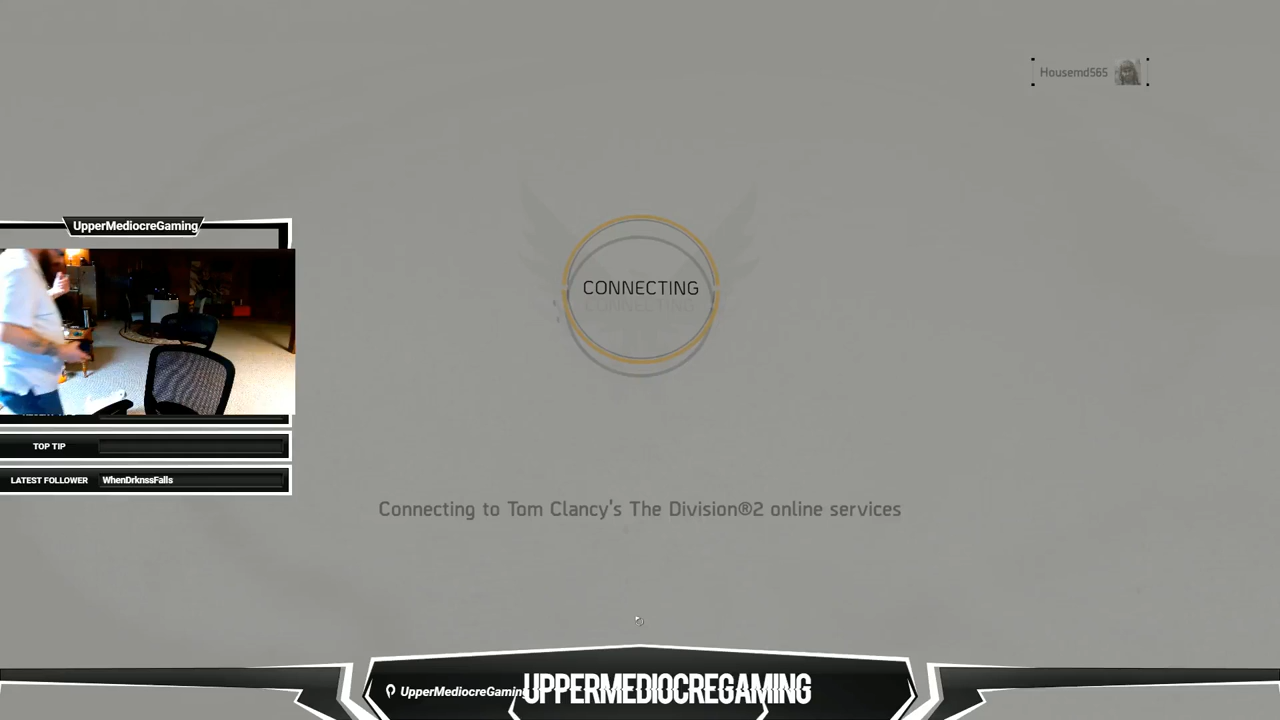 Housemd565
UpperMediocreGaming
CONNECTING
TOP TIP
LATEST FOLLOWER WhenDrknssFalls
Connecting to Tom Clancy's The Division®2 online services
UpperMediocreGaming
UPPERMEDIOCREGAMING